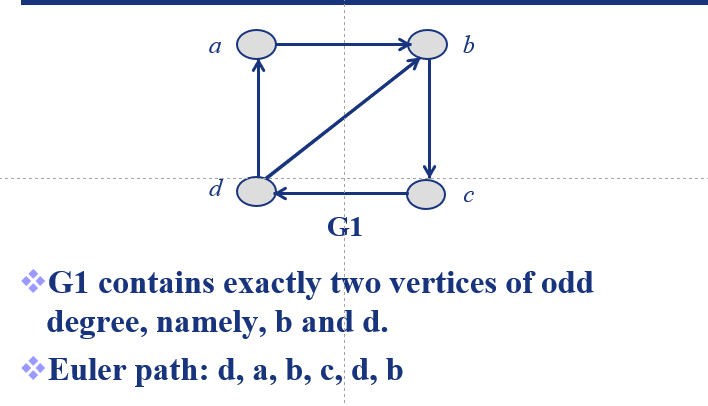 a
b
d
c
G1
❖G1 contains exactly two vertices of odd
degree, namely, b and d.
❖Euler path: d, a, b, c, d, b